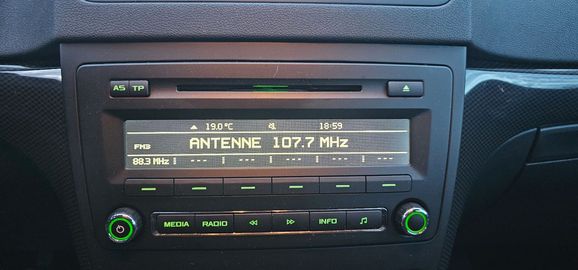 AS TP
19.0°C 18:59
FM3 ANTENNE 107.7 MHz
88.3 MHz --- --- --- --- ---
MEDIA RADIO INFO